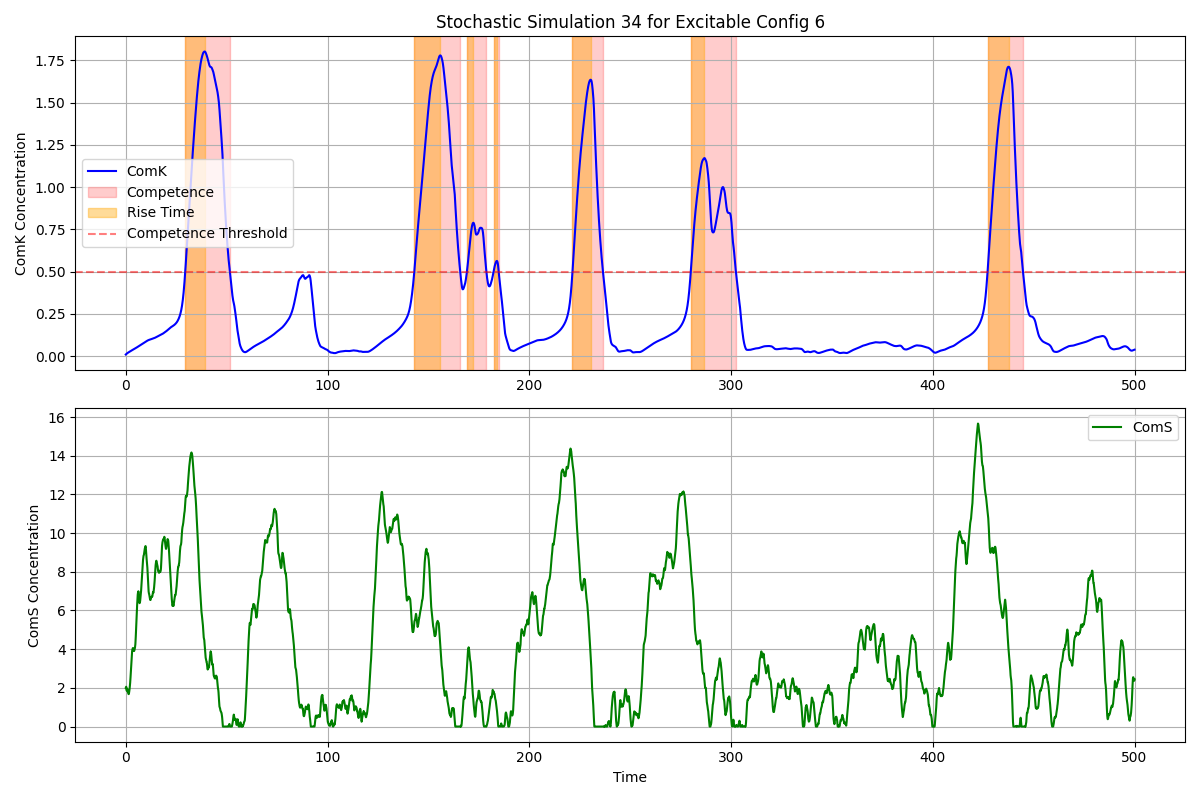 Stochastic Simulation 34 for Excitable Config 6
ComK Concentration
1.75
1.50
1.25
1.00
0.75
0.50
0.25
0.00
ComK
Competence
Rise Time
Competence Threshold
0 100 200 300 400 500
ComS Concentration
16
14
12
10
8
6
4
2
0
ComS
0 100 200 300 400 500
Time